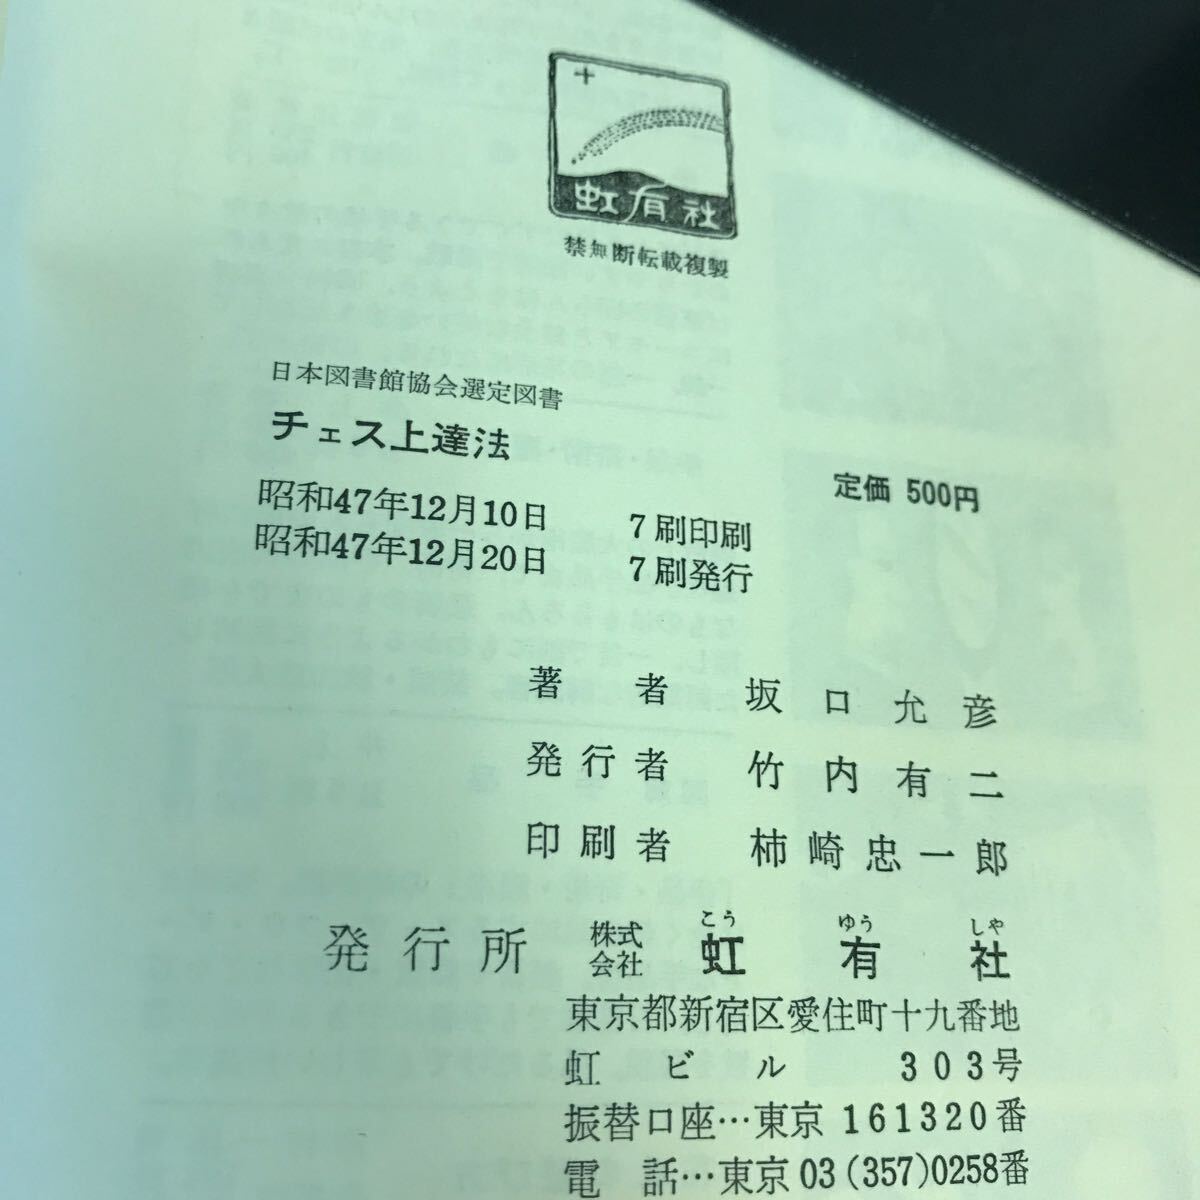 虹有社
禁無断転載複製
日本図書館協会選定図書
チェス上達法
定価 500円
昭和47年12月10日 7刷印刷
昭和47年12月20日 7刷発行
著者 坂口允彦
発行者 竹内有二
印刷者 柿崎忠一郎
こう ゆう しや
発行所 株式会社 虹有社
東京都新宿区愛住町十九番地
虹ビル 303号
振替口座…東京 161320番
電話…東京 03(357)0258番